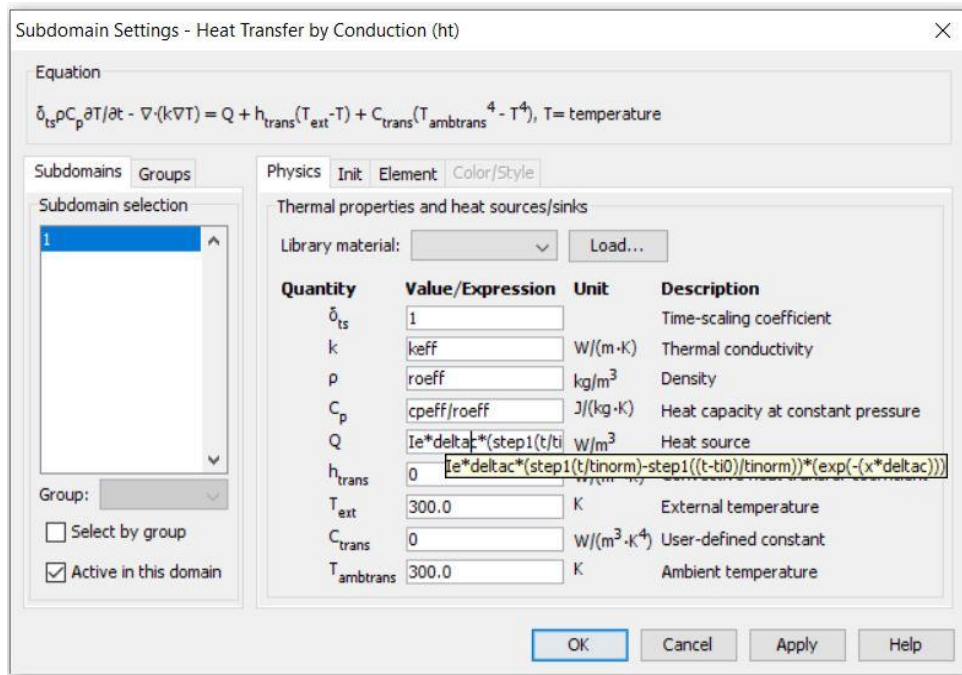 Subdomain Settings - Heat Transfer by Conduction (ht)
Equation
δtsρCp∂T/∂t - ∇·(k∇T) = Q + htrans(Text-T) + Ctrans(Tambtrans4 - T4), T= temperature
Subdomains Groups
Subdomain selection
1
Group:
Select by group
Active in this domain
Physics Init Element Color/Style
Thermal properties and heat sources/sinks
Library material: Load...
Quantity Value/Expression Unit Description
δts 1 Time-scaling coefficient
k keff W/(m·K) Thermal conductivity
ρ roeff kg/m3 Density
Cp cpeff/roeff J/(kg·K) Heat capacity at constant pressure
Q Ie*deltac*(step1(t/ti W/m3 Heat source
Ie*deltac*(step1(t/tinorm)-step1((t-ti0)/tinorm))*(exp(-(x*deltac)))
htrans 0
Text 300.0 K External temperature
Ctrans 0 W/(m3·K4) User-defined constant
Tambtrans 300.0 K Ambient temperature
OK Cancel Apply Help